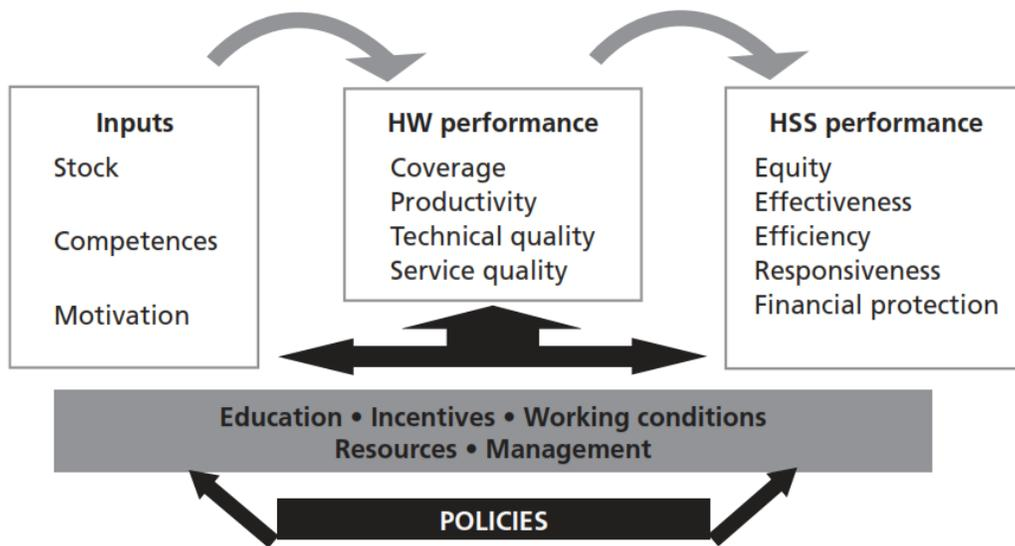 Inputs
Stock
Competences
Motivation
HW performance
Coverage
Productivity
Technical quality
Service quality
HSS performance
Equity
Effectiveness
Efficiency
Responsiveness
Financial protection
Education • Incentives • Working conditions
Resources • Management
POLICIES